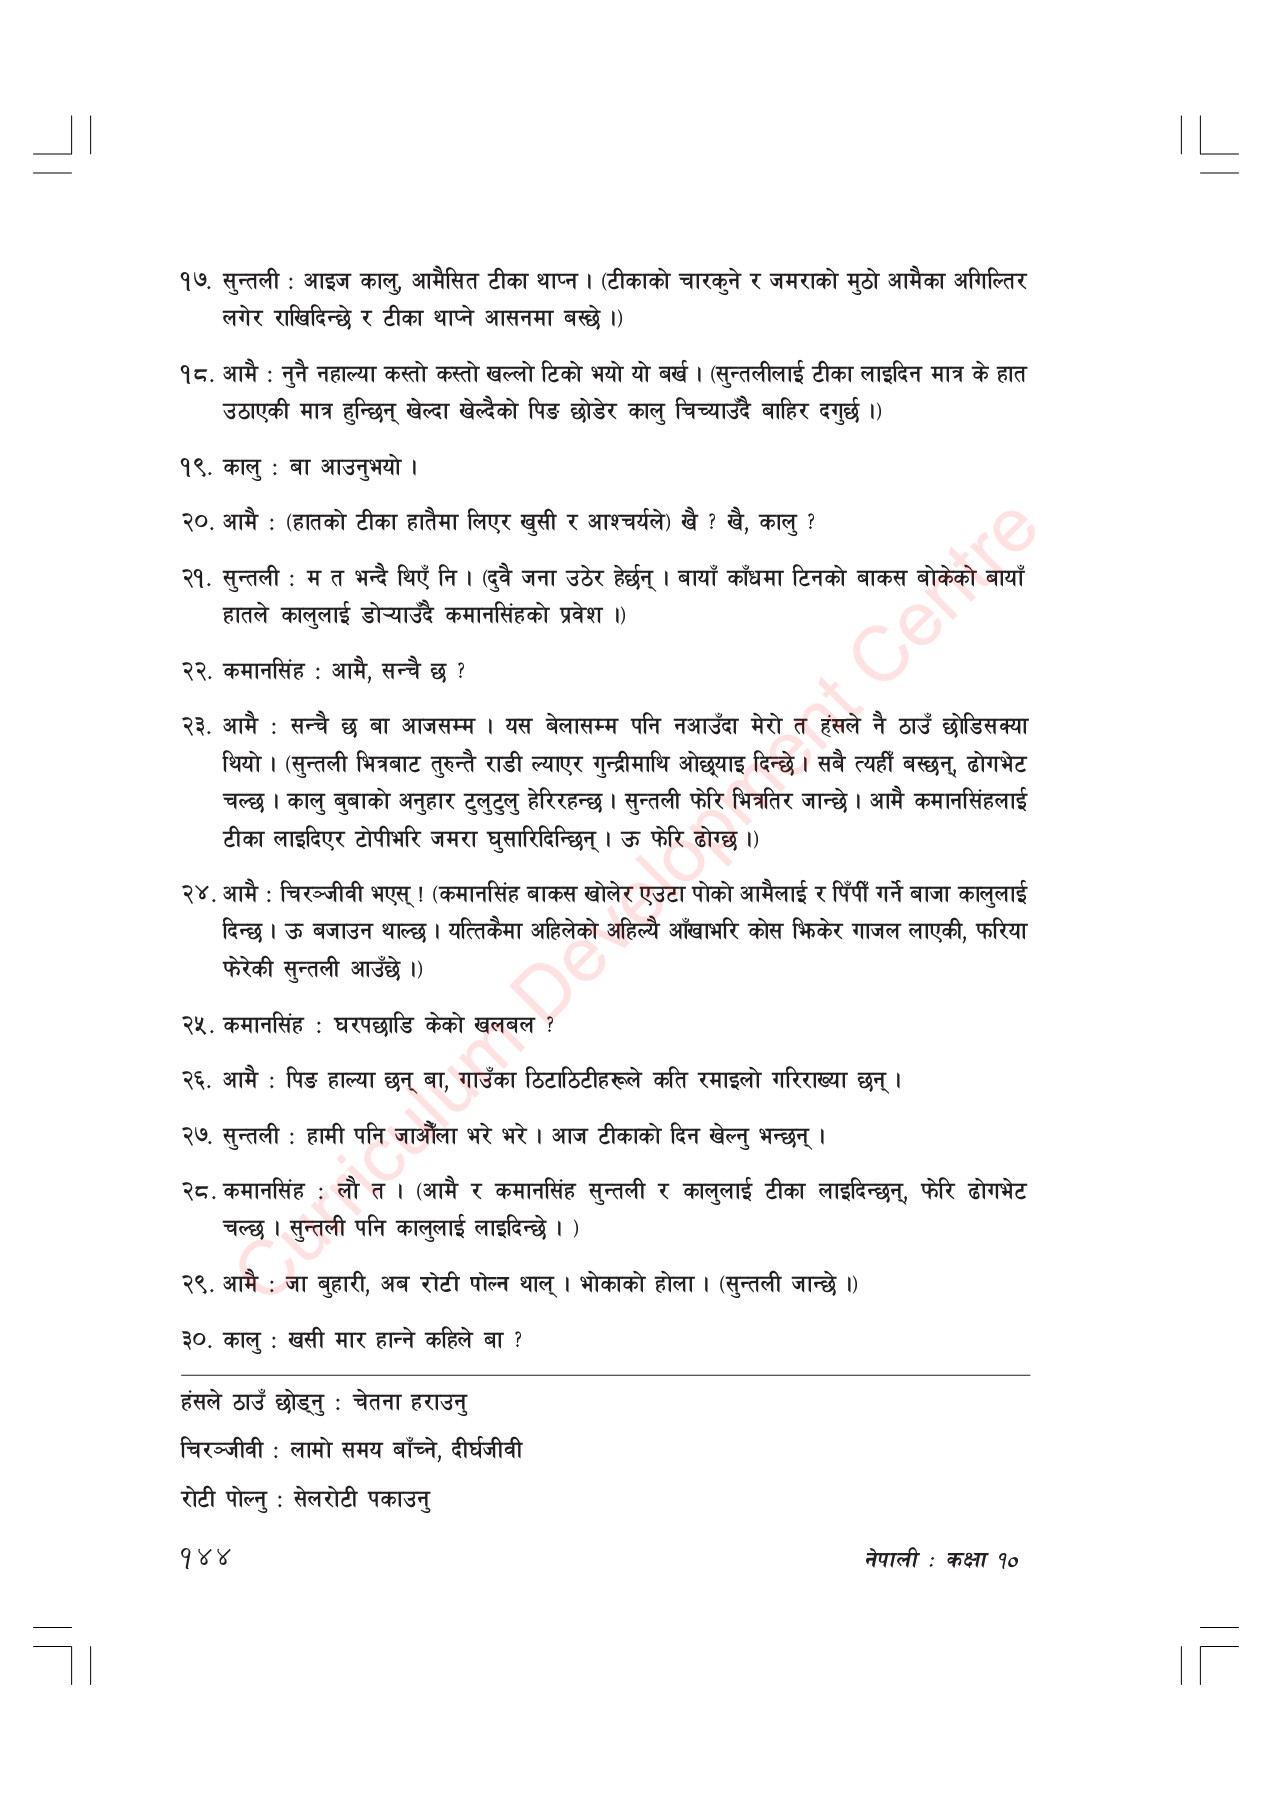 १७. सुन्तली : आइज कालु, आमैसित टीका थाप्न । (टीकाको चारकुने र जमराको मुठो आमैका अगिल्तिर
लगेर राखिदिन्छे र टीका थाप्ने आसनमा बस्छे ।)
१८. आमै : नुनै नहाल्या कस्तो कस्तो खल्लो टिको भयो यो बर्ख । (सुन्तलीलाई टीका लाइदिन मात्र के हात
उठाएकी मात्र हुन्छिन् खेल्दा खेल्दैको पिङ छोडेर कालु चिच्याउँदै बाहिर दगुर्छ ।)
१९. कालु : बा आउनुभयो ।
२०. आमै : (हातको टीका हातैमा लिएर खुसी र आश्चर्यले) खै ? खै, कालु ?
२१. सुन्तली : म त भन्दै थिएँ नि । (दुवै जना उठेर हेर्छन् । बायाँ काँधमा टिनको बाकस बोकेको बायाँ
हातले कालुलाई डोऱ्याउँदै कमानसिंहको प्रवेश ।)
२२. कमानसिंह : आमै, सन्चै छ ?
२३. आमै : सन्चै छ बा आजसम्म । यस बेलासम्म पनि नआउँदा मेरो त हंसले नै ठाउँ छोडिसक्या
थियो । (सुन्तली भित्रबाट तुरुन्तै राडी ल्याएर गुन्द्रीमाथि ओछ्याइ दिन्छे । सबै त्यहीँ बस्छन्, ढोगभेट
चल्छ । कालु बुबाको अनुहार टुलुटुलु हेरिरहन्छ । सुन्तली फेरि भित्रतिर जान्छे । आमै कमानसिंहलाई
टीका लाइदिएर टोपीभरि जमरा घुसारिदिन्छिन् । ऊ फेरि ढोग्छ ।)
२४. आमै : चिरञ्जीवी भएस् ! (कमानसिंह बाकस खोलेर एउटा पोको आमैलाई र पिँपीँ गर्ने बाजा कालुलाई
दिन्छ । ऊ बजाउन थाल्छ । यत्तिकैमा अहिलेको अहिल्यै आँखाभरि कोस झिकेर गाजल लाएकी, फरिया
फेरेकी सुन्तली आउँछे ।)
२५. कमानसिंह : घरपछाडि केको खलबल ?
२६. आमै : पिङ हाल्या छन् बा, गाउँका ठिटाठिटीहरूले कति रमाइलो गरिराख्या छन् ।
२७. सुन्तली : हामी पनि जाऔँला भरे भरे । आज टीकाको दिन खेल्नु भन्छन् ।
२८. कमानसिंह : लौ त । (आमै र कमानसिंह सुन्तली र कालुलाई टीका लाइदिन्छन्, फेरि ढोगभेट
चल्छ । सुन्तली पनि कालुलाई लाइदिन्छे । )
२९. आमै : जा बुहारी, अब रोटी पोल्न थाल् । भोकाको होला । (सुन्तली जान्छे ।)
३०. कालु : खसी मार हान्ने कहिले बा ?
हंसले ठाउँ छोड्नु : चेतना हराउनु
चिरञ्जीवी : लामो समय बाँच्ने, दीर्घजीवी
रोटी पोल्नु : सेलरोटी पकाउनु
१४४ नेपाली : कक्षा १०
Curriculum Development Centre